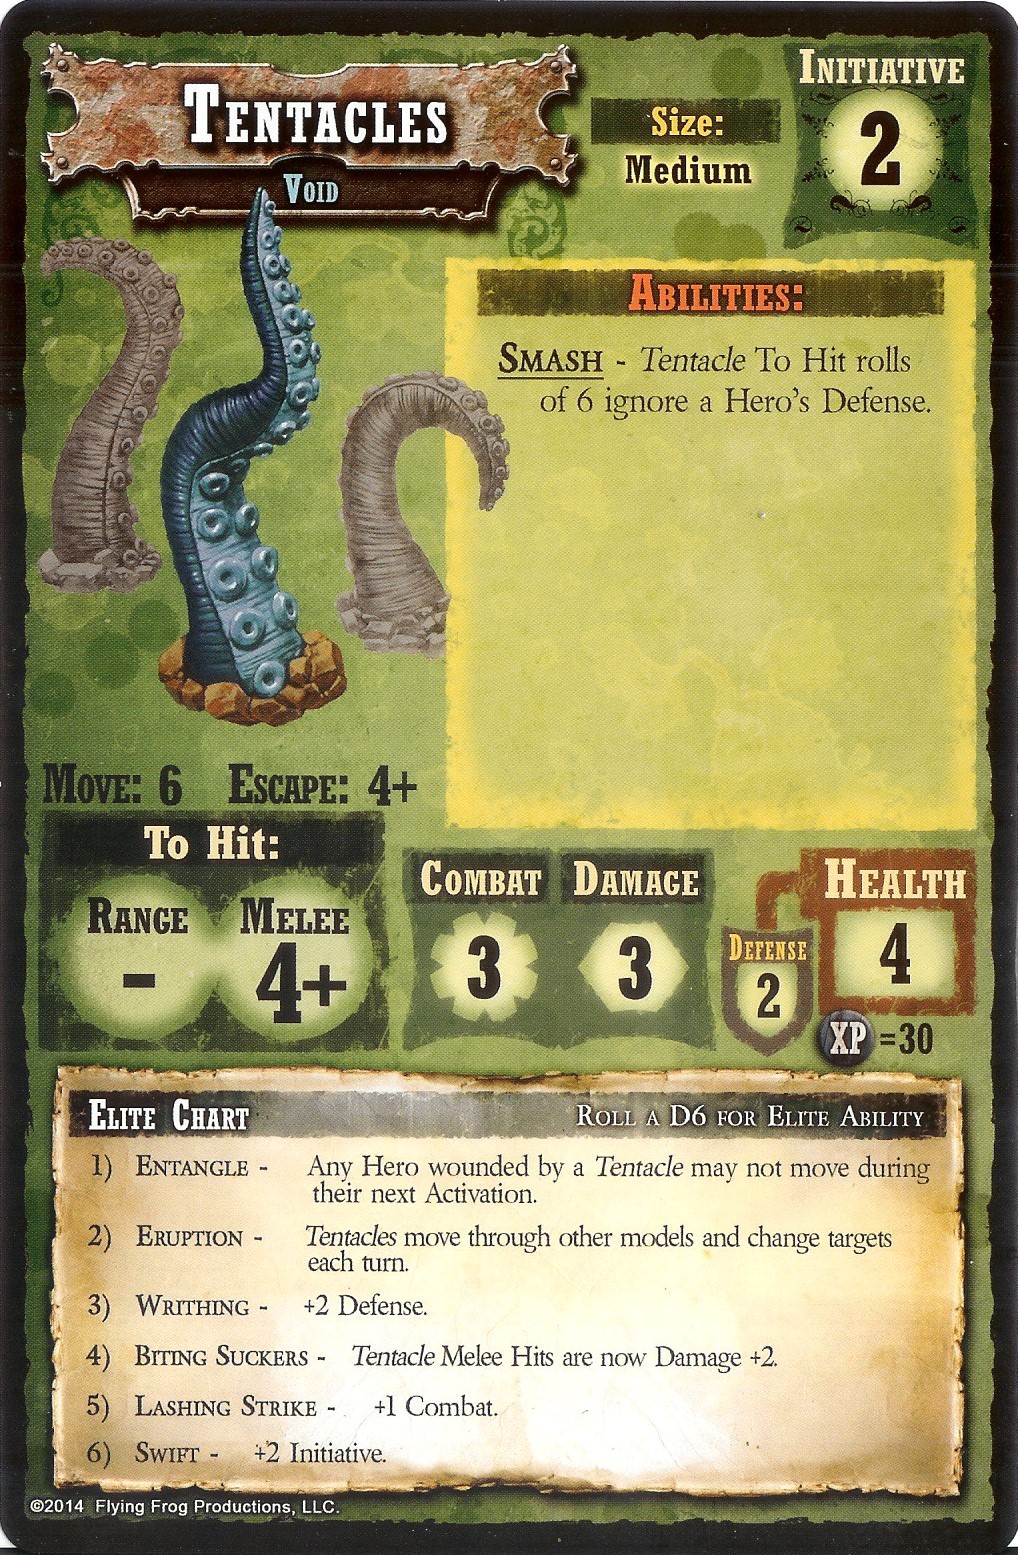 TENTACLES
VOID
Size:
Medium
INITIATIVE
2
ABILITIES:
SMASH - Tentacle To Hit rolls
of 6 ignore a Hero's Defense.
MOVE: 6 ESCAPE: 4+
To Hit:
RANGE
-
MELEE
4+
COMBAT
3
DAMAGE
3
DEFENSE
2
HEALTH
4
XP =30
ELITE CHART
ROLL A D6 FOR ELITE ABILITY
1) ENTANGLE - Any Hero wounded by a Tentacle may not move during
their next Activation.
2) ERUPTION - Tentacles move through other models and change targets
each turn.
3) WRITHING - +2 Defense.
4) BITING SUCKERS - Tentacle Melee Hits are now Damage +2.
5) LASHING STRIKE - +1 Combat.
6) SWIFT - +2 Initiative.
©2014 Flying Frog Productions, LLC.